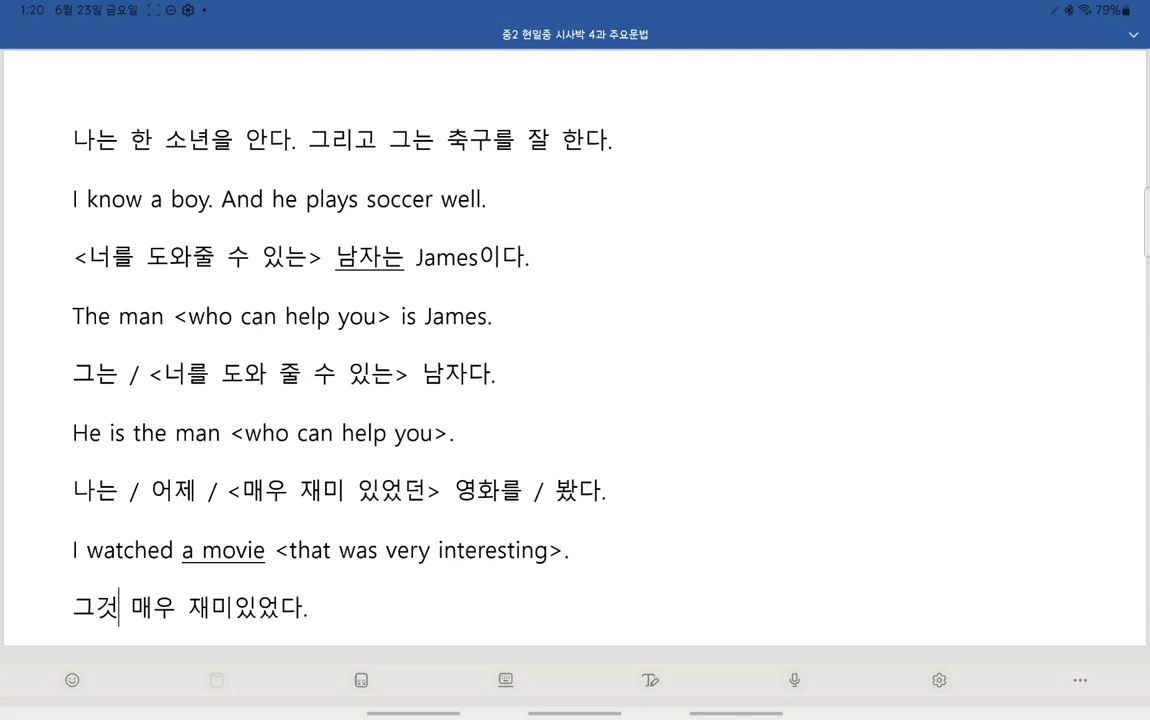 1:20 6월 23일 금요일
79%
중2 현일중 시사박 4과 주요문법
나는 한 소년을 안다. 그리고 그는 축구를 잘 한다.
I know a boy. And he plays soccer well.
<너를 도와줄 수 있는> 남자는 James이다.
The man <who can help you> is James.
그는 / <너를 도와 줄 수 있는> 남자다.
He is the man <who can help you>.
나는 / 어제 / <매우 재미 있었던> 영화를 / 봤다.
I watched a movie <that was very interesting>.
그것 매우 재미있었다.